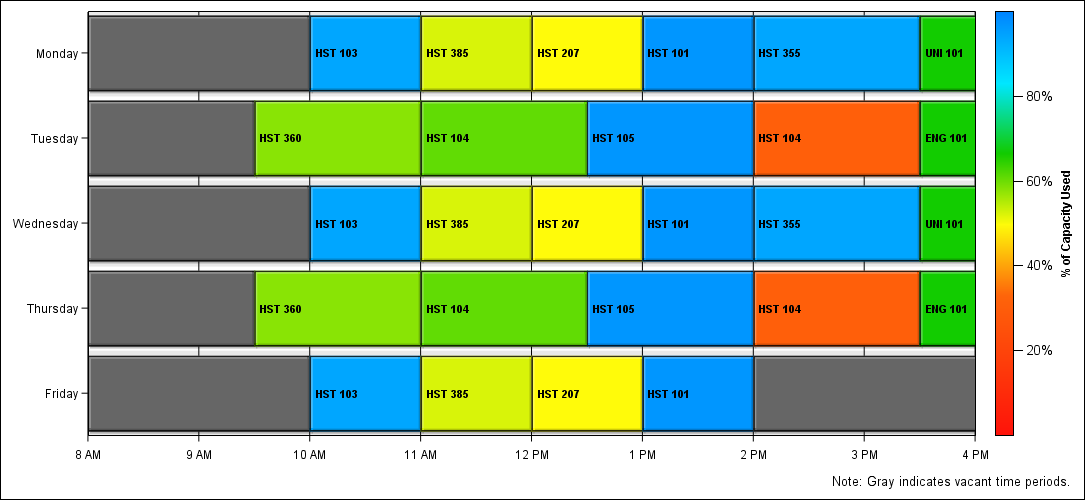 Monday HST 103 HST 385 HST 207 HST 101 HST 355 UNI 101
Tuesday HST 360 HST 104 HST 105 HST 104 ENG 101
Wednesday HST 103 HST 385 HST 207 HST 101 HST 355 UNI 101
Thursday HST 360 HST 104 HST 105 HST 104 ENG 101
Friday HST 103 HST 385 HST 207 HST 101
8 AM 9 AM 10 AM 11 AM 12 PM 1 PM 2 PM 3 PM 4 PM
80%
60%
40%
20%
% of Capacity Used
Note: Gray indicates vacant time periods.